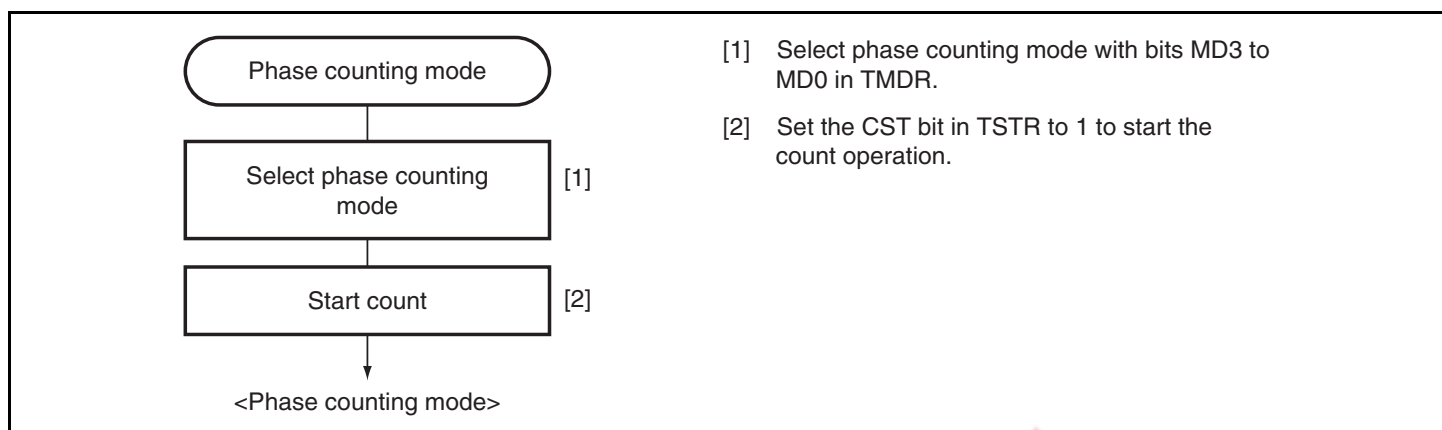 Phase counting mode
Select phase counting
mode
[1]
Start count
[2]
<Phase counting mode>
[1] Select phase counting mode with bits MD3 to
MD0 in TMDR.
[2] Set the CST bit in TSTR to 1 to start the
count operation.